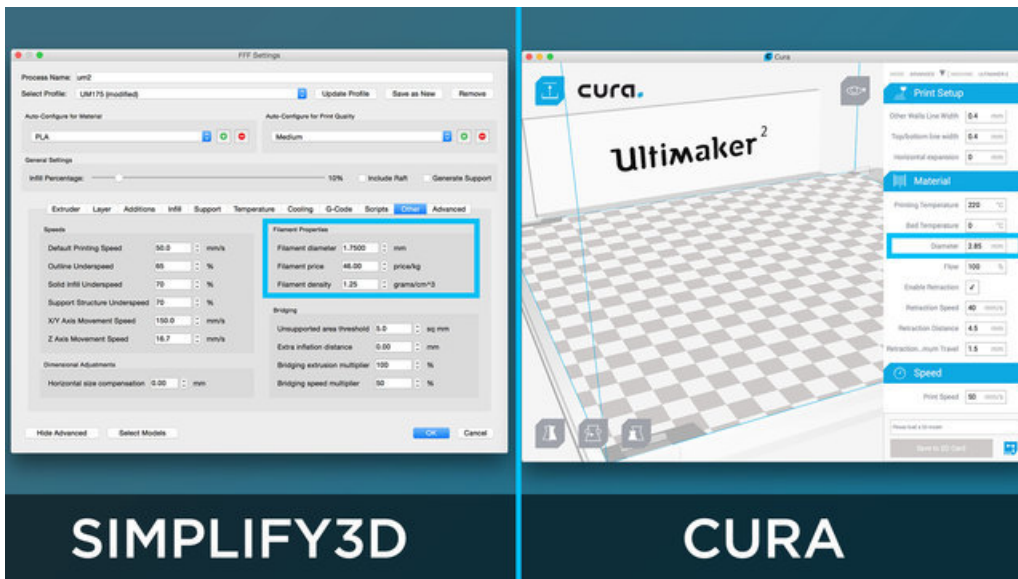 FFF Settings
Process Name: um2
Select Profile: UM175 (modified) Update Profile Save as New Remove
Auto-Configure for Material Auto-Configure for Print Quality
PLA Medium
General Settings
Infill Percentage: 10% Include Raft Generate Support
Extruder Layer Additions Infill Support Temperature Cooling G-Code Scripts Other Advanced
Speeds
Default Printing Speed 50.0 mm/s
Outline Underspeed 65 %
Solid Infill Underspeed 70 %
Support Structure Underspeed 70 %
X/Y Axis Movement Speed 150.0 mm/s
Z Axis Movement Speed 16.7 mm/s
Dimensional Adjustments
Horizontal size compensation 0.00 mm
Filament Properties
Filament diameter 1.7500 mm
Filament price 46.00 price/kg
Filament density 1.25 grams/cm^3
Bridging
Unsupported area threshold 5.0 sq mm
Extra inflation distance 0.00 mm
Bridging extrusion multiplier 100 %
Bridging speed multiplier 50 %
Hide Advanced Select Models OK Cancel
SIMPLIFY3D
Cura
cura.
Ultimaker2
Print Setup
Other Walls Line Width 0.4 mm
Top/bottom line width 0.4 mm
Horizontal expansion 0 mm
Material
Printing Temperature 220 °C
Bed Temperature 0 °C
Diameter 2.85 mm
Flow 100 %
Enable Retraction
Retraction Speed 40 mm/s
Retraction Distance 4.5 mm
Retraction...mum Travel 1.5 mm
Speed
Print Speed 50 mm/s
Please load a 3D model
Save to SD Card
CURA